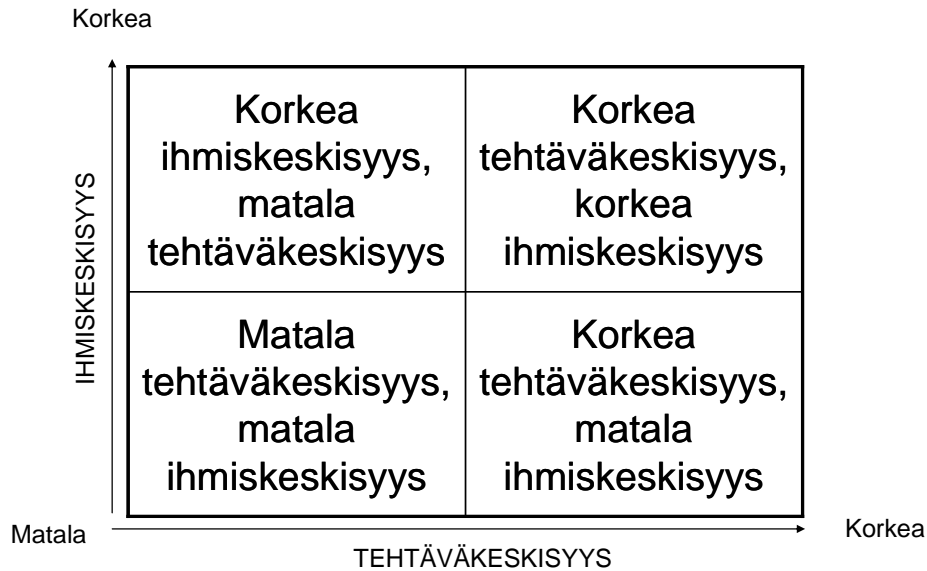 Korkea
IHMISKESKISYYS
Korkea
ihmiskeskisyys,
matala
tehtäväkeskisyys
Korkea
tehtäväkeskisyys,
korkea
ihmiskeskisyys
Matala
tehtäväkeskisyys,
matala
ihmiskeskisyys
Korkea
tehtäväkeskisyys,
matala
ihmiskeskisyys
Matala
TEHTÄVÄKESKISYYS
Korkea